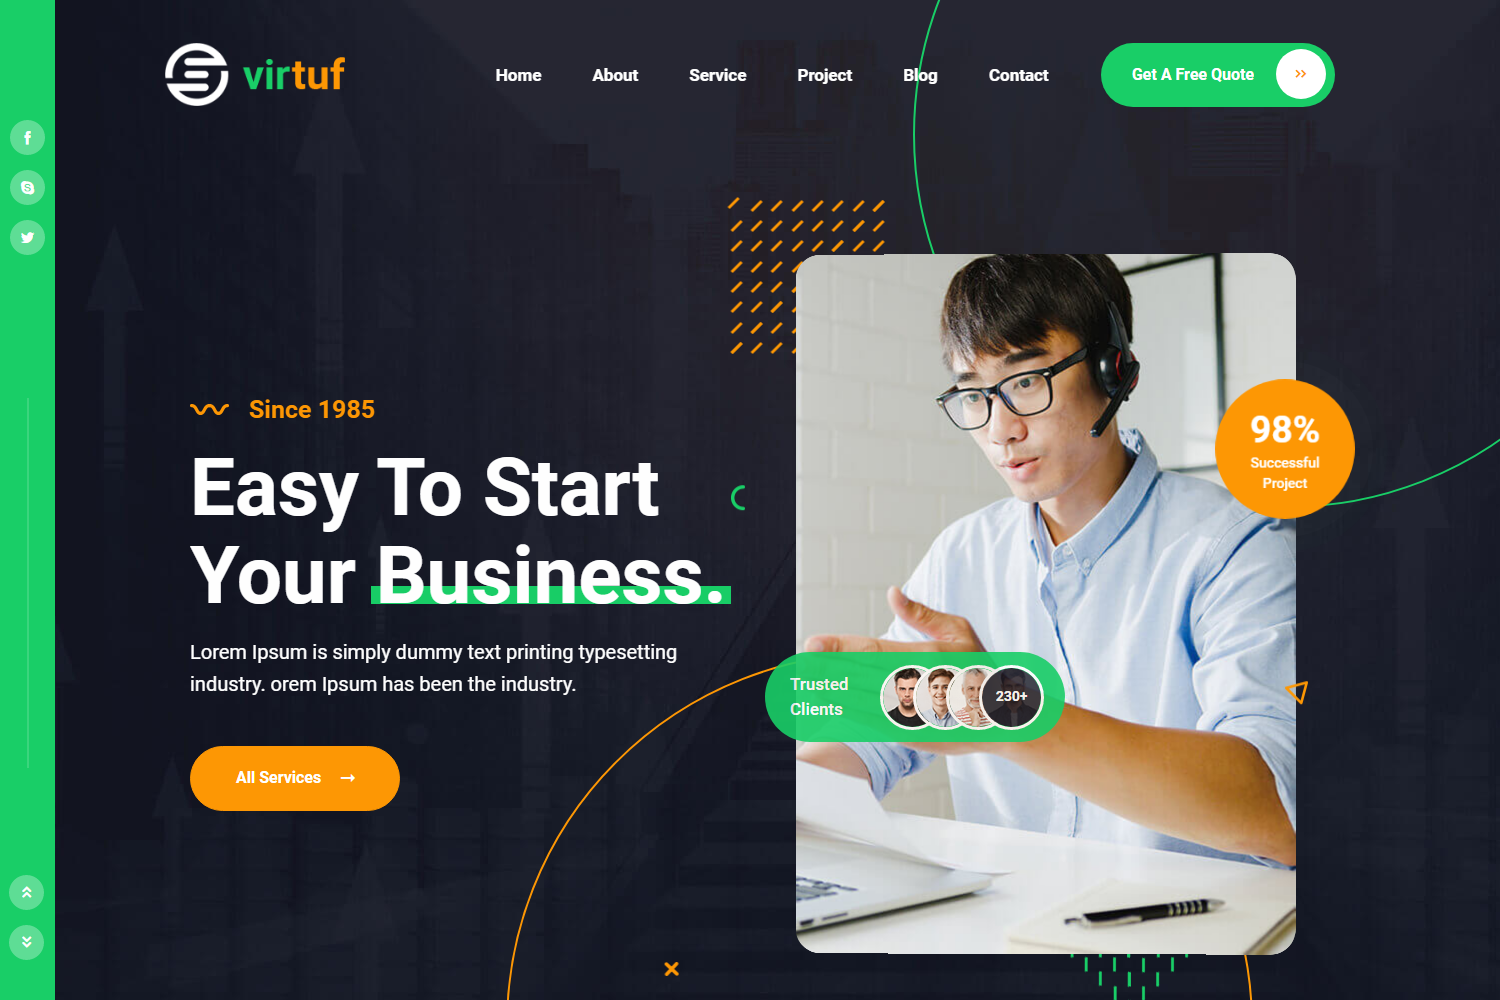 virtuf
Home About Service Project Blog Contact
Get A Free Quote
Since 1985
Easy To Start
Your Business.
Lorem Ipsum is simply dummy text printing typesetting
industry. orem Ipsum has been the industry.
All Services
98%
Successful
Project
Trusted
Clients
230+